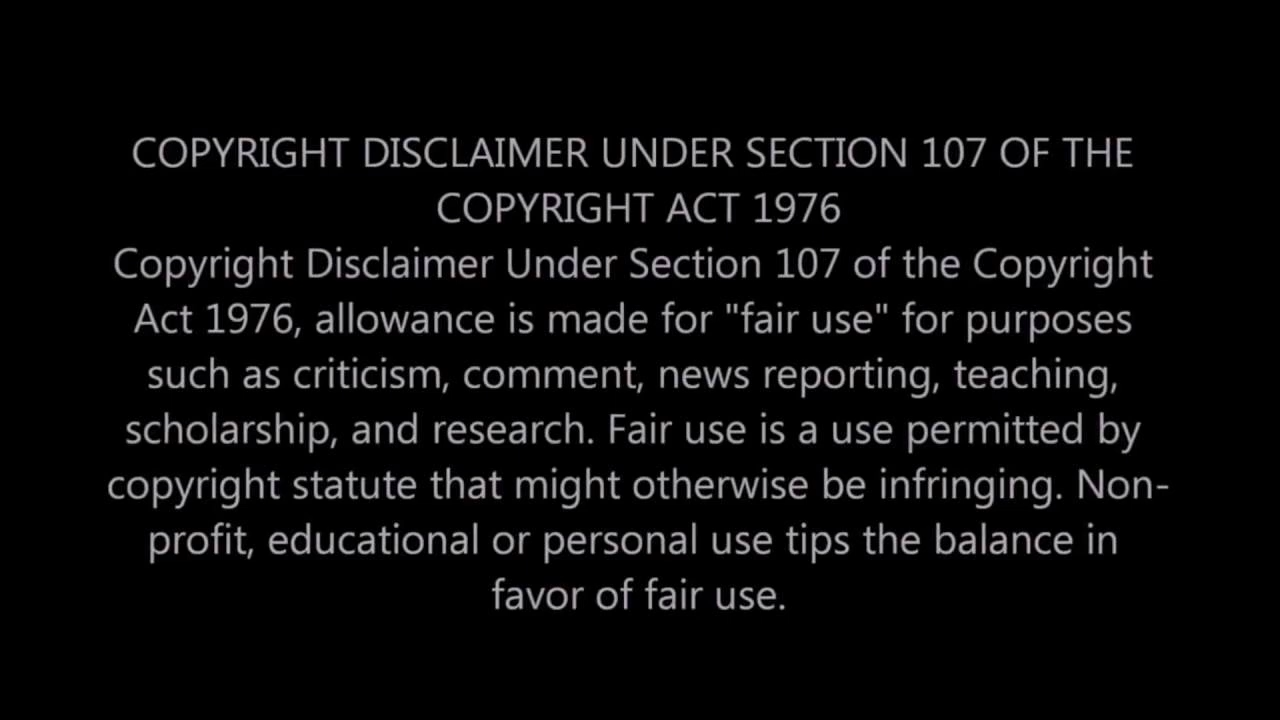 COPYRIGHT DISCLAIMER UNDER SECTION 107 OF THE
COPYRIGHT ACT 1976
Copyright Disclaimer Under Section 107 of the Copyright
Act 1976, allowance is made for "fair use" for purposes
such as criticism, comment, news reporting, teaching,
scholarship, and research. Fair use is a use permitted by
copyright statute that might otherwise be infringing. Non-
profit, educational or personal use tips the balance in
favor of fair use.